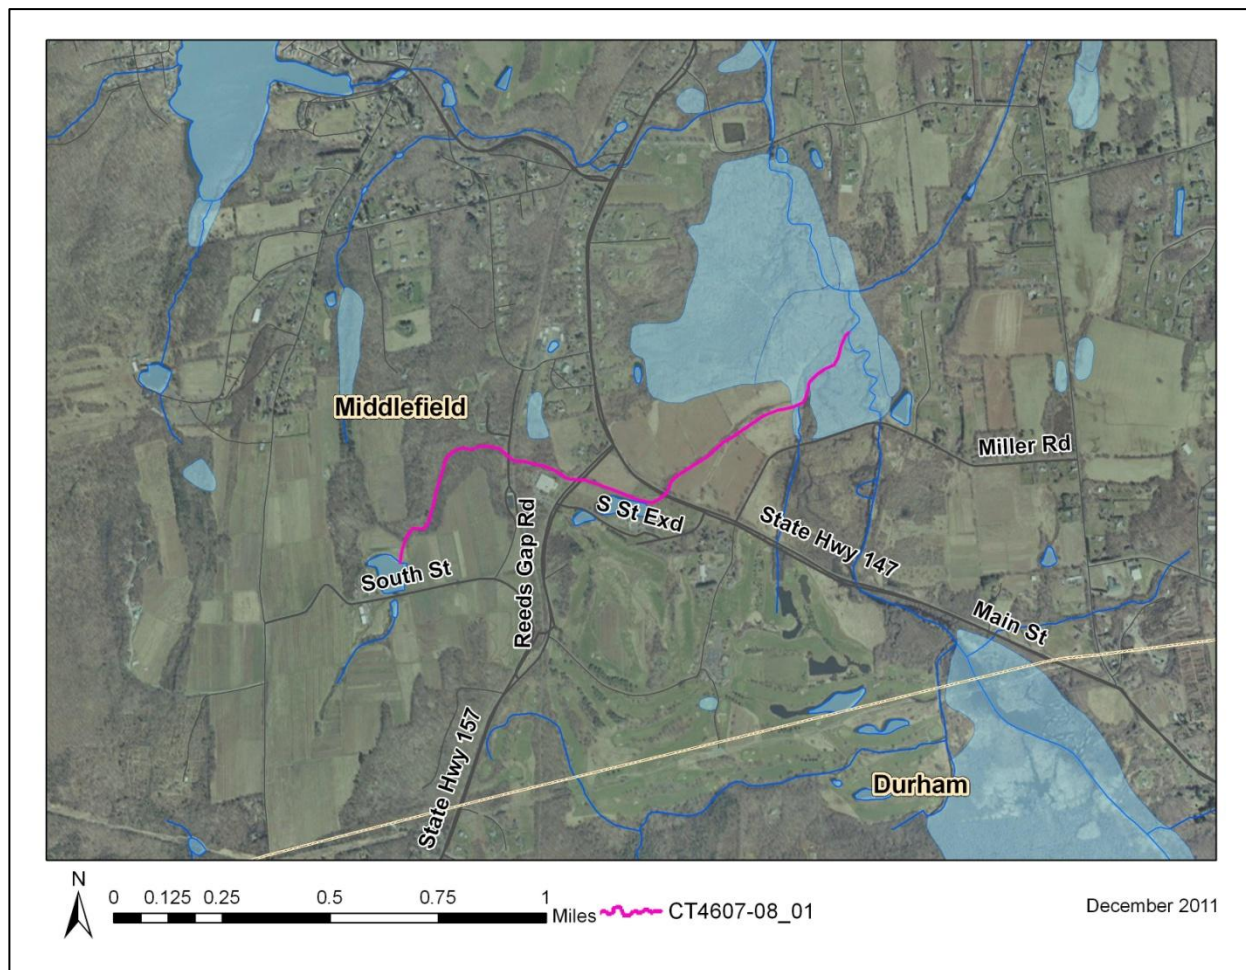 Middlefield
Miller Rd
S St Exd
State Hwy 147
South St
Reeds Gap Rd
Main St
State Hwy 157
Durham
N
0 0.125 0.25 0.5 0.75 1
Miles
CT4607-08_01
December 2011